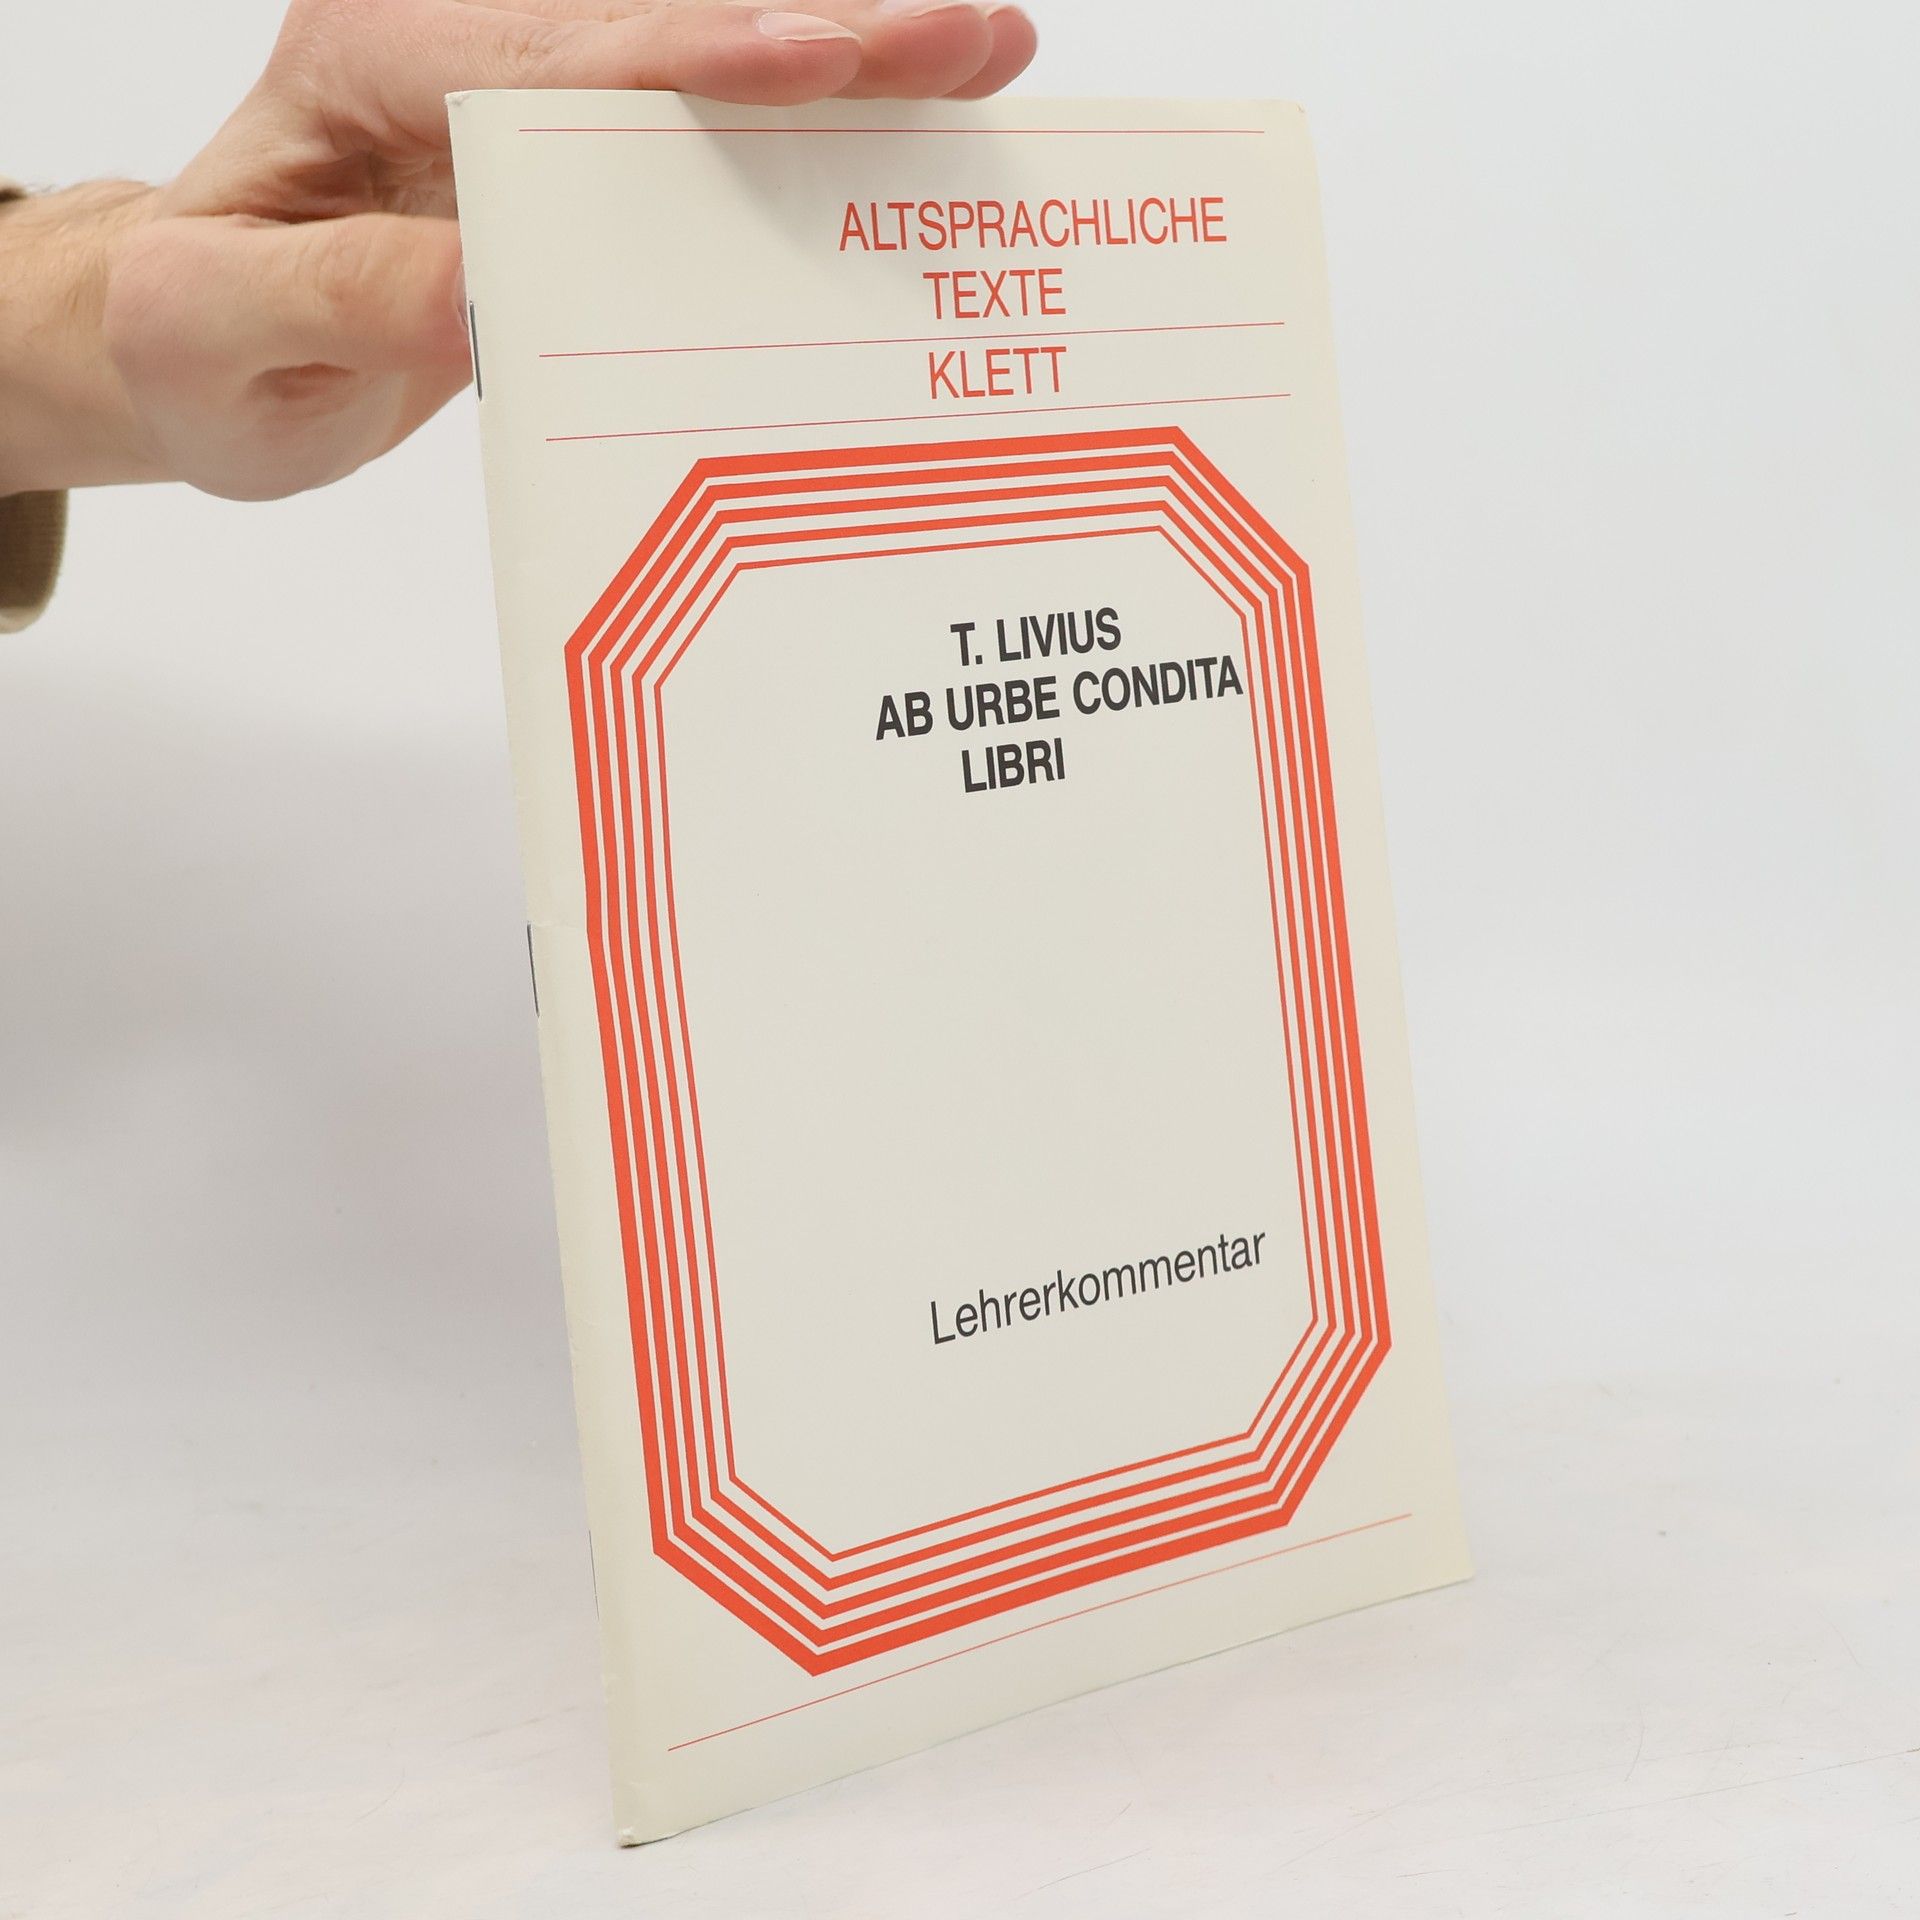 ALTSPRACHLICHE
TEXTE
KLETT
T. LIVIUS
AB URBE CONDITA
LIBRI
Lehrerkommentar